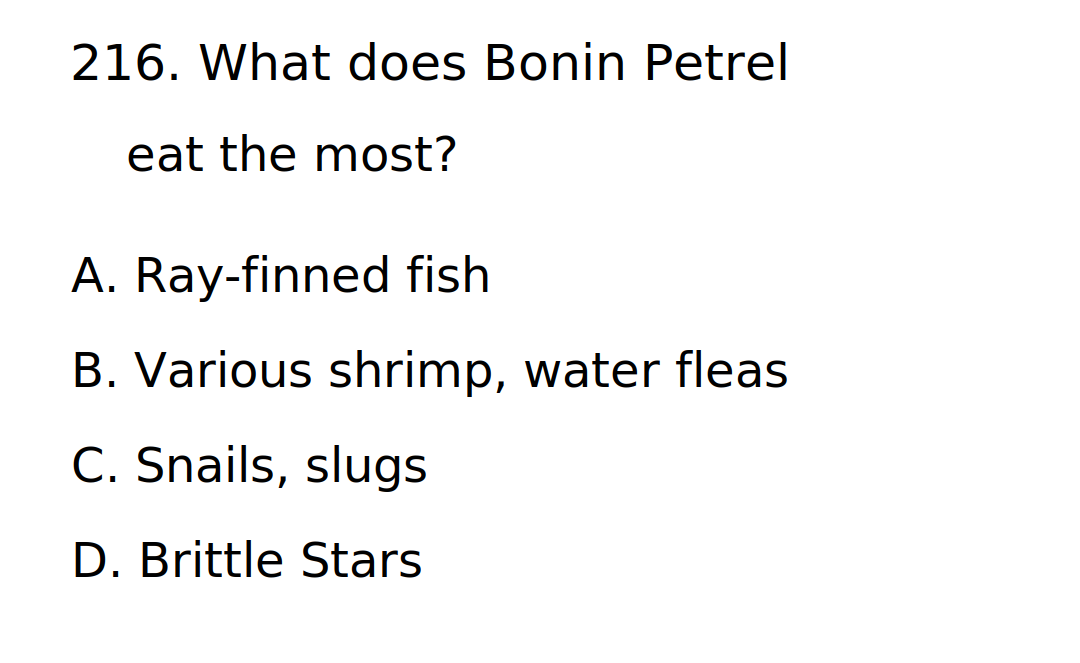 216. What does Bonin Petrel
eat the most?
A. Ray-finned fish
B. Various shrimp, water fleas
C. Snails, slugs
D. Brittle Stars